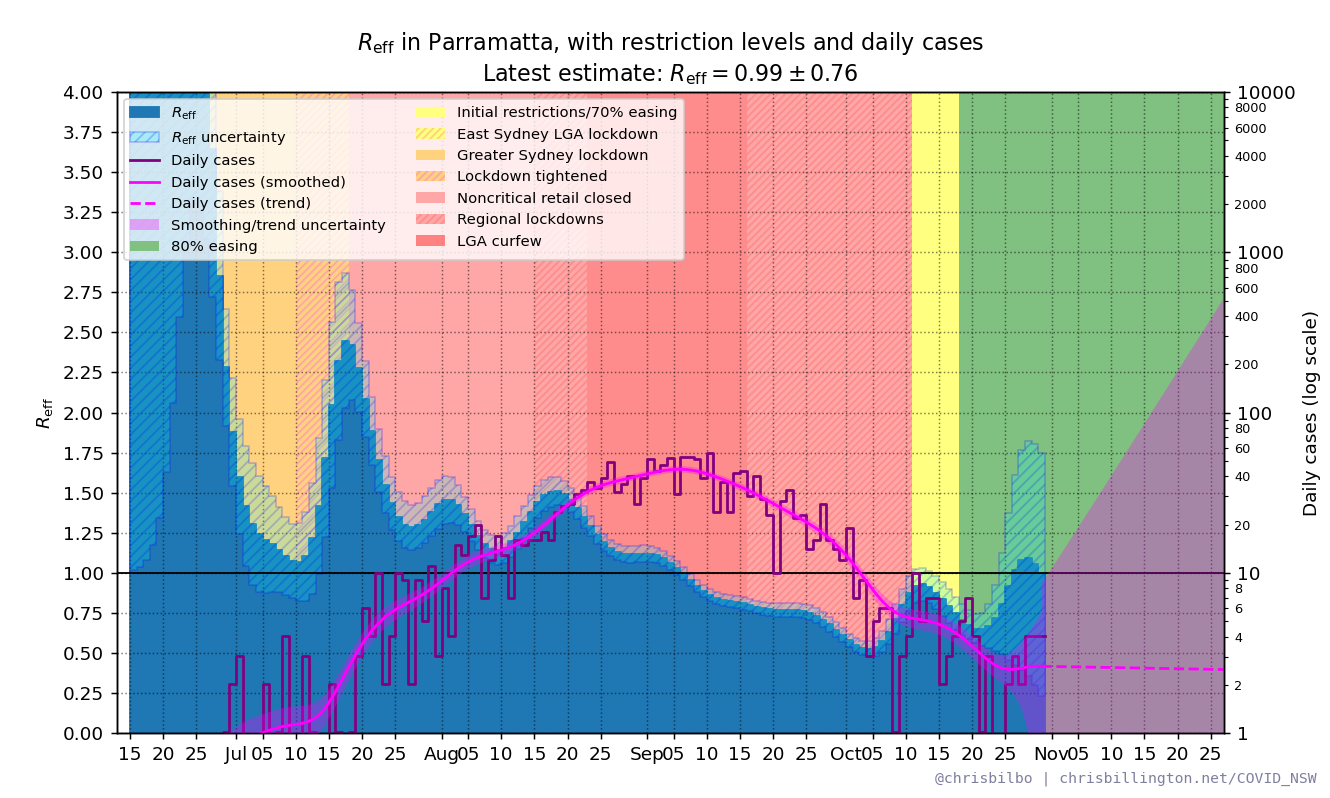 R_eff in Parramatta, with restriction levels and daily cases
Latest estimate: R_eff = 0.99 ± 0.76
R_eff
R_eff uncertainty
Daily cases
Daily cases (smoothed)
Daily cases (trend)
Smoothing/trend uncertainty
80% easing
Initial restrictions/70% easing
East Sydney LGA lockdown
Greater Sydney lockdown
Lockdown tightened
Noncritical retail closed
Regional lockdowns
LGA curfew
R_eff
4.00
3.75
3.50
3.25
3.00
2.75
2.50
2.25
2.00
1.75
1.50
1.25
1.00
0.75
0.50
0.25
0.00
10000
8000
6000
4000
2000
1000
800
600
400
200
100
80
60
40
20
10
8
6
4
2
1
Daily cases (log scale)
15 20 25 Jul 05 10 15 20 25 Aug 05 10 15 20 25 Sep 05 10 15 20 25 Oct 05 10 15 20 25 Nov 05 10 15 20 25
@chrisbilbo | chrisbillington.net/COVID_NSW